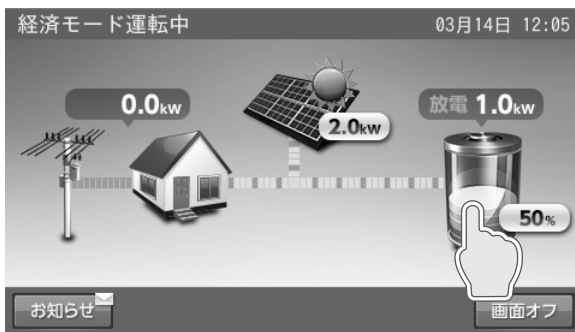 経済モード運転中
03月14日 12:05
0.0kw
2.0kw
放電 1.0kw
50%
お知らせ
画面オフ